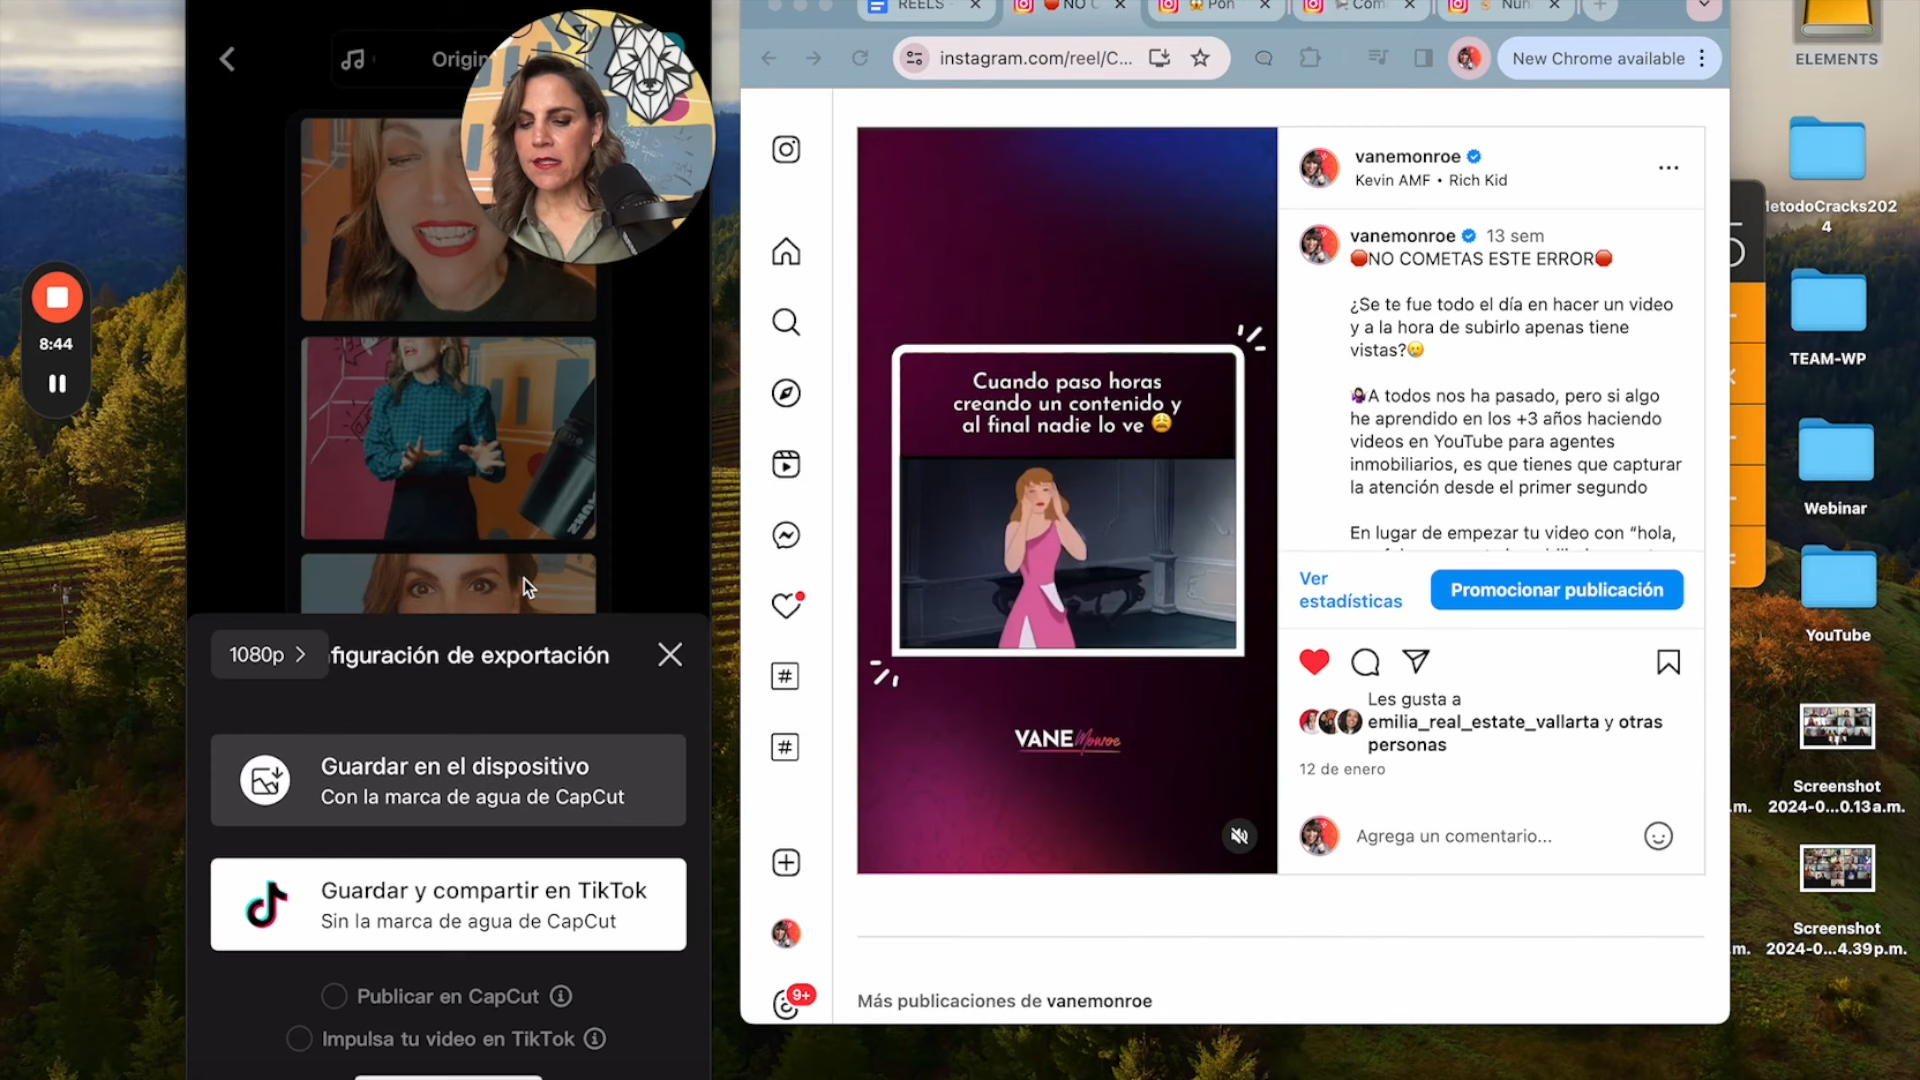 Origin
8:44
1080p
figuración de exportación
Guardar en el dispositivo
Con la marca de agua de CapCut
Guardar y compartir en TikTok
Sin la marca de agua de CapCut
Publicar en CapCut
Impulsa tu video en TikTok
REELS
NO
Pon
Com
instagram.com/reel/C...
New Chrome available
Cuando paso horas
creando un contenido y
al final nadie lo ve 😩
VANE Monroe
vanemonroe
Kevin AMF • Rich Kid
vanemonroe 13 sem
🛑NO COMETAS ESTE ERROR🛑
¿Se te fue todo el día en hacer un video
y a la hora de subirlo apenas tiene
vistas?🥲
🤷🏻‍♀️A todos nos ha pasado, pero si algo
he aprendido en los +3 años haciendo
videos en YouTube para agentes
inmobiliarios, es que tienes que capturar
la atención desde el primer segundo
En lugar de empezar tu video con “hola,
Ver
estadísticas
Promocionar publicación
Les gusta a
emilia_real_estate_vallarta y otras
personas
12 de enero
Agrega un comentario...
9+
Más publicaciones de vanemonroe
ELEMENTS
letodoCracks202
4
TEAM-WP
Webinar
YouTube
Screenshot
2024-0...0.13a.m.
Screenshot
2024-0...4.39p.m.